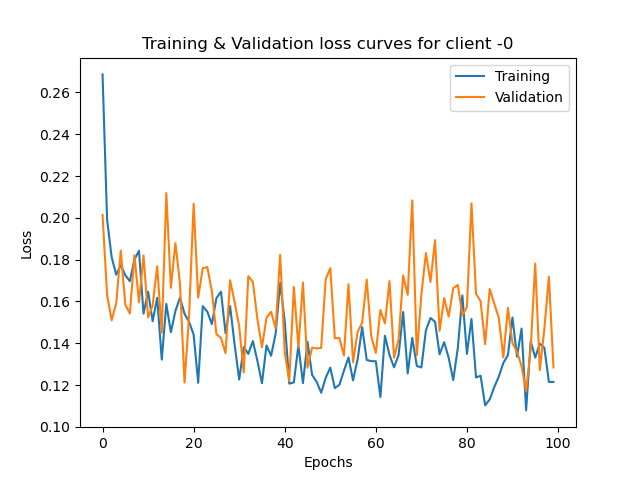 Training & Validation loss curves for client -0
Training
Validation
Loss
0.26
0.24
0.22
0.20
0.18
0.16
0.14
0.12
0.10
0 20 40 60 80 100
Epochs